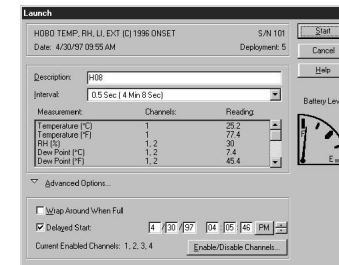 Launch
HOBO TEMP, RH, LI, EXT (C) 1996 ONSET S/N 101
Date: 4/30/97 09:55 AM Deployment: 5
Start
Cancel
Help
Description: H08
Interval: 0.5 Sec ( 4 Min 8 Sec)
Battery Lev
Measurement: Channels: Reading:
Temperature (°C) 1 25.2
Temperature (°F) 1 77.4
RH (%) 1, 2 30
Dew Point (°C) 1, 2 7.4
Dew Point (°F) 1, 2 45.4
E
Advanced Options...
Wrap Around When Full
Delayed Start: 4 /30 /97 04 :05 :46 PM
Current Enabled Channels: 1, 2, 3, 4 Enable/Disable Channels...